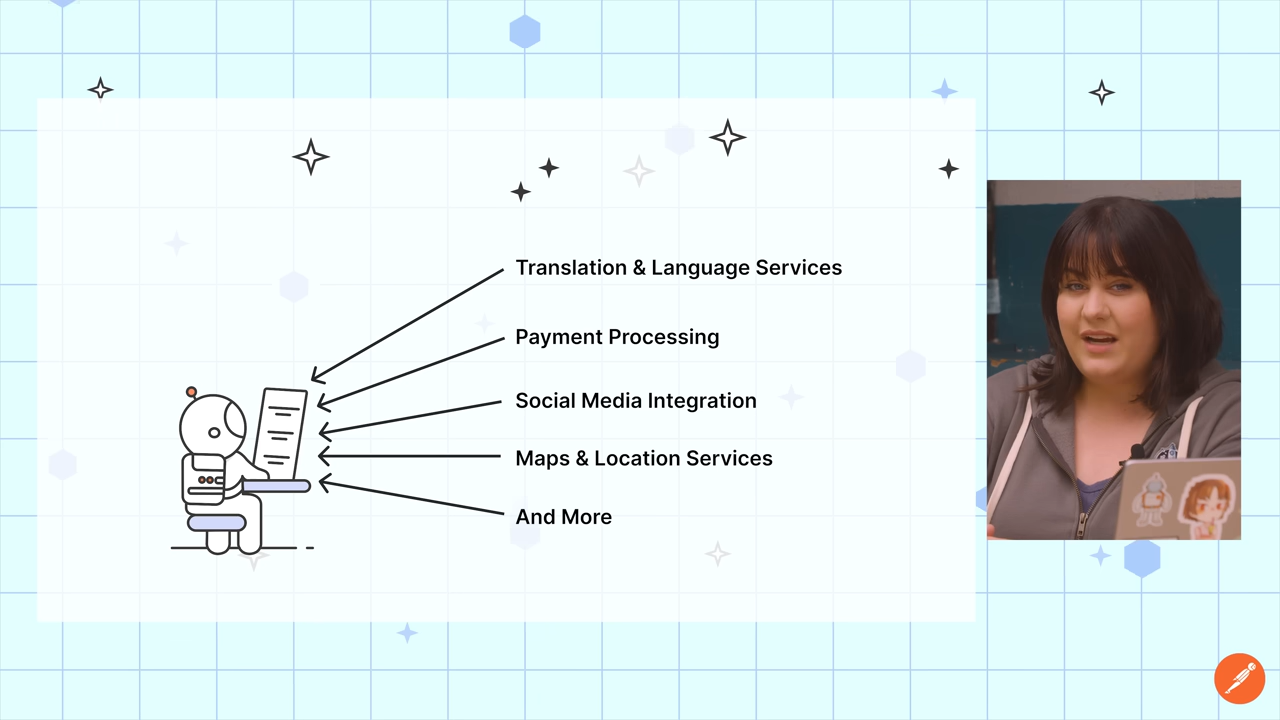 Translation & Language Services
Payment Processing
Social Media Integration
Maps & Location Services
And More